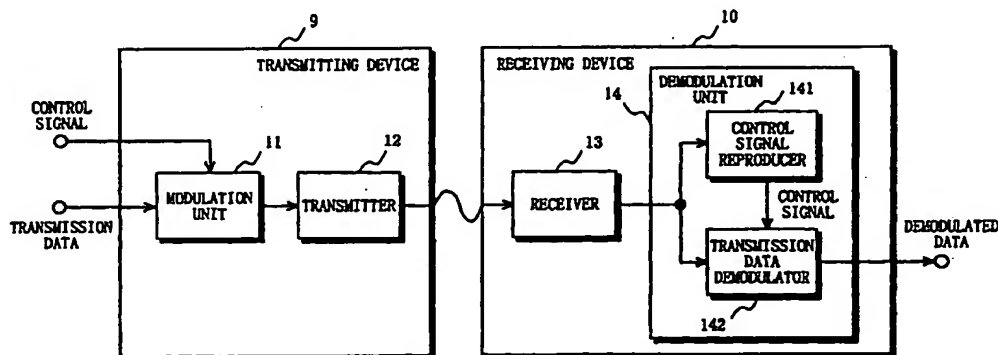 9
10
TRANSMITTING DEVICE
RECEIVING DEVICE
DEMODULATION
UNIT
14
141
CONTROL
SIGNAL
11
12
13
CONTROL
SIGNAL
REPRODUCER
MODULATION
UNIT
TRANSMITTER
RECEIVER
CONTROL
SIGNAL
TRANSMISSION
DATA
TRANSMISSION
DATA
DEMODULATOR
DEMODULATED
DATA
142